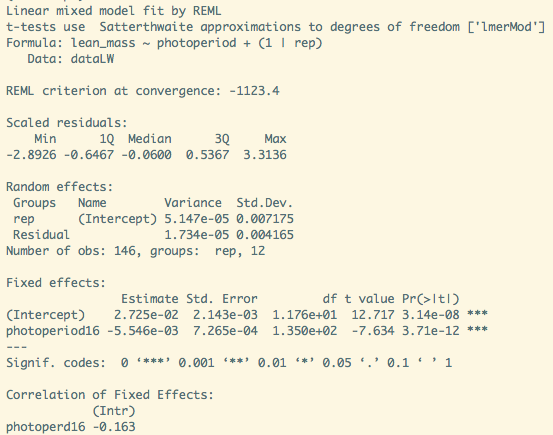 Linear mixed model fit by REML
t-tests use  Satterthwaite approximations to degrees of freedom ['lmerMod']
Formula: lean_mass ~ photoperiod + (1 | rep)
   Data: dataLW

REML criterion at convergence: -1123.4

Scaled residuals:
    Min      1Q  Median      3Q     Max
-2.8926 -0.6467 -0.0600  0.5367  3.3136

Random effects:
 Groups   Name        Variance  Std.Dev.
 rep      (Intercept) 5.147e-05 0.007175
 Residual             1.734e-05 0.004165
Number of obs: 146, groups:  rep, 12

Fixed effects:
                Estimate Std. Error         df t value Pr(>|t|)
(Intercept)    2.725e-02  2.143e-03  1.176e+01  12.717 3.14e-08 ***
photoperiod16 -5.546e-03  7.265e-04  1.350e+02  -7.634 3.71e-12 ***
---
Signif. codes:  0 ‘***’ 0.001 ‘**’ 0.01 ‘*’ 0.05 ‘.’ 0.1 ‘ ’ 1

Correlation of Fixed Effects:
            (Intr)
photoperd16 -0.163